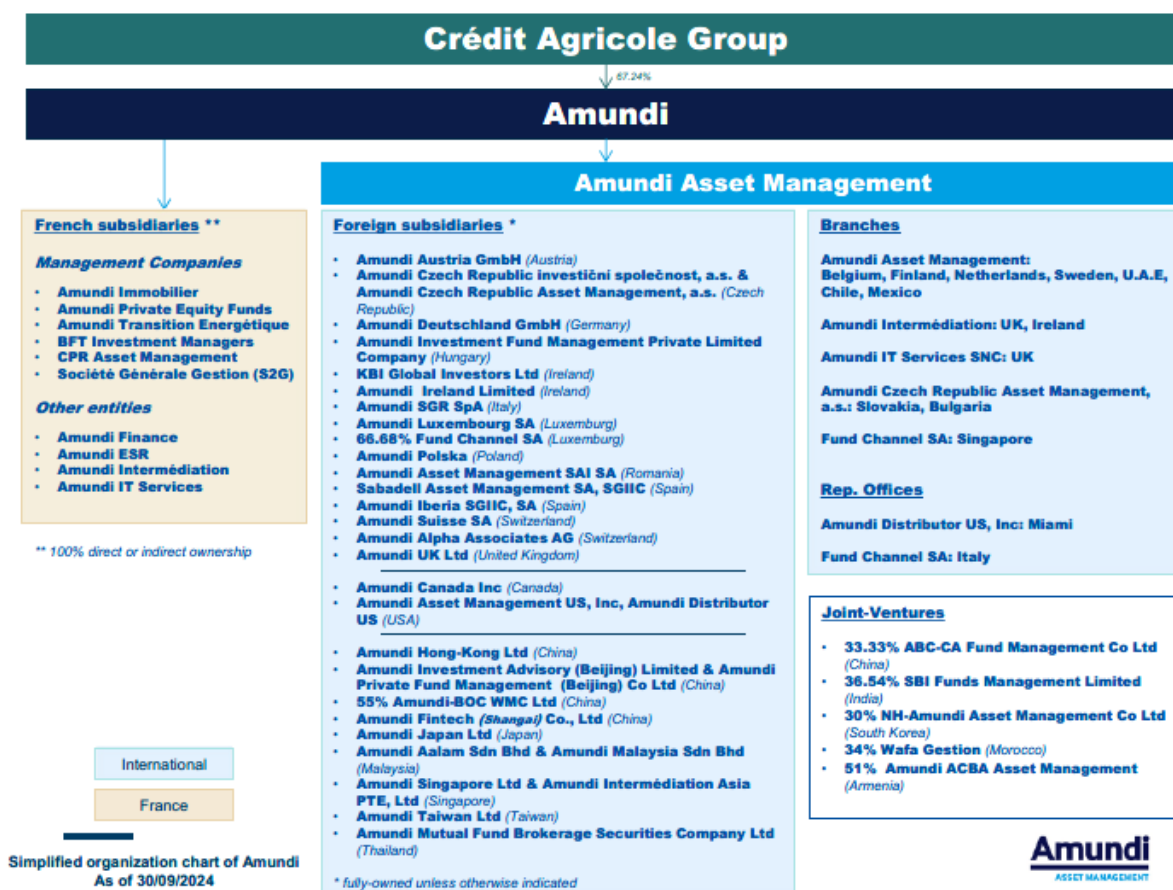 Crédit Agricole Group
67.24%
Amundi
Amundi Asset Management
French subsidiaries **
Management Companies
• Amundi Immobilier
• Amundi Private Equity Funds
• Amundi Transition Energétique
• BFT Investment Managers
• CPR Asset Management
• Société Générale Gestion (S2G)
Other entities
• Amundi Finance
• Amundi ESR
• Amundi Intermédiation
• Amundi IT Services
** 100% direct or indirect ownership
Foreign subsidiaries *
• Amundi Austria GmbH (Austria)
• Amundi Czech Republic investiční společnost, a.s. &
Amundi Czech Republic Asset Management, a.s. (Czech
Republic)
• Amundi Deutschland GmbH (Germany)
• Amundi Investment Fund Management Private Limited
Company (Hungary)
• KBI Global Investors Ltd (Ireland)
• Amundi Ireland Limited (Ireland)
• Amundi SGR SpA (Italy)
• Amundi Luxembourg SA (Luxemburg)
• 66.68% Fund Channel SA (Luxemburg)
• Amundi Polska (Poland)
• Amundi Asset Management SAI SA (Romania)
• Sabadell Asset Management SA, SGIIC (Spain)
• Amundi Iberia SGIIC, SA (Spain)
• Amundi Suisse SA (Switzerland)
• Amundi Alpha Associates AG (Switzerland)
• Amundi UK Ltd (United Kingdom)
• Amundi Canada Inc (Canada)
• Amundi Asset Management US, Inc, Amundi Distributor
US (USA)
• Amundi Hong-Kong Ltd (China)
• Amundi Investment Advisory (Beijing) Limited & Amundi
Private Fund Management (Beijing) Co Ltd (China)
• 55% Amundi-BOC WMC Ltd (China)
• Amundi Fintech (Shangai) Co., Ltd (China)
• Amundi Japan Ltd (Japan)
• Amundi Aalam Sdn Bhd & Amundi Malaysia Sdn Bhd
(Malaysia)
• Amundi Singapore Ltd & Amundi Intermédiation Asia
PTE, Ltd (Singapore)
• Amundi Taiwan Ltd (Taiwan)
• Amundi Mutual Fund Brokerage Securities Company Ltd
(Thailand)
* fully-owned unless otherwise indicated
Branches
Amundi Asset Management:
Belgium, Finland, Netherlands, Sweden, U.A.E,
Chile, Mexico
Amundi Intermédiation: UK, Ireland
Amundi IT Services SNC: UK
Amundi Czech Republic Asset Management,
a.s.: Slovakia, Bulgaria
Fund Channel SA: Singapore
Rep. Offices
Amundi Distributor US, Inc: Miami
Fund Channel SA: Italy
Joint-Ventures
• 33.33% ABC-CA Fund Management Co Ltd
(China)
• 36.54% SBI Funds Management Limited
(India)
• 30% NH-Amundi Asset Management Co Ltd
(South Korea)
• 34% Wafa Gestion (Morocco)
• 51% Amundi ACBA Asset Management
(Armenia)
International
France
Simplified organization chart of Amundi
As of 30/09/2024
Amundi
ASSET MANAGEMENT